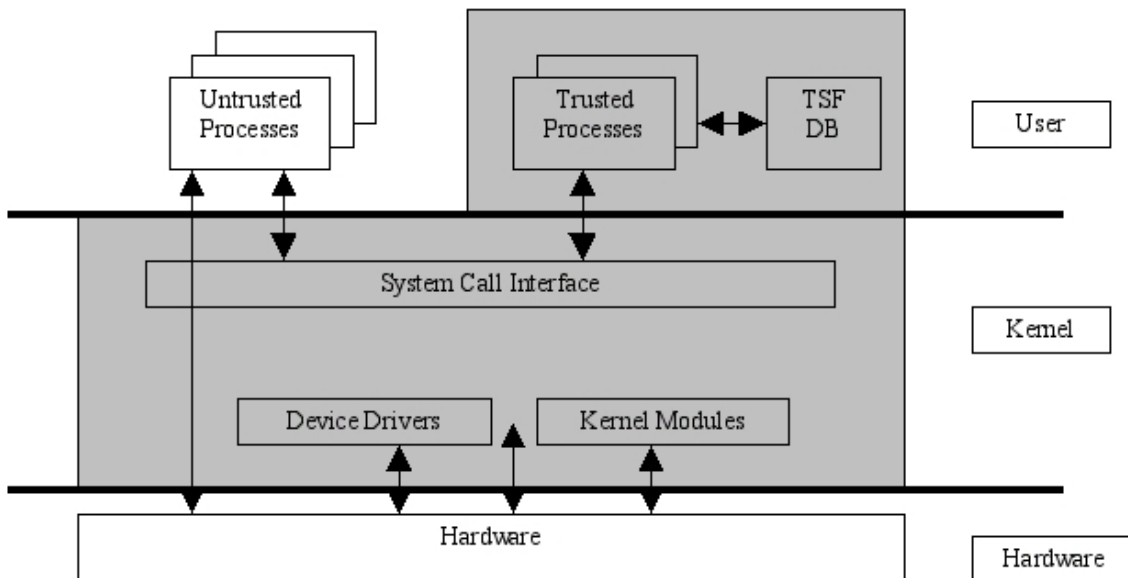 Untrusted
Processes
Trusted
Processes
TSF
DB
User
System Call Interface
Kernel
Device Drivers
Kernel Modules
Hardware
Hardware